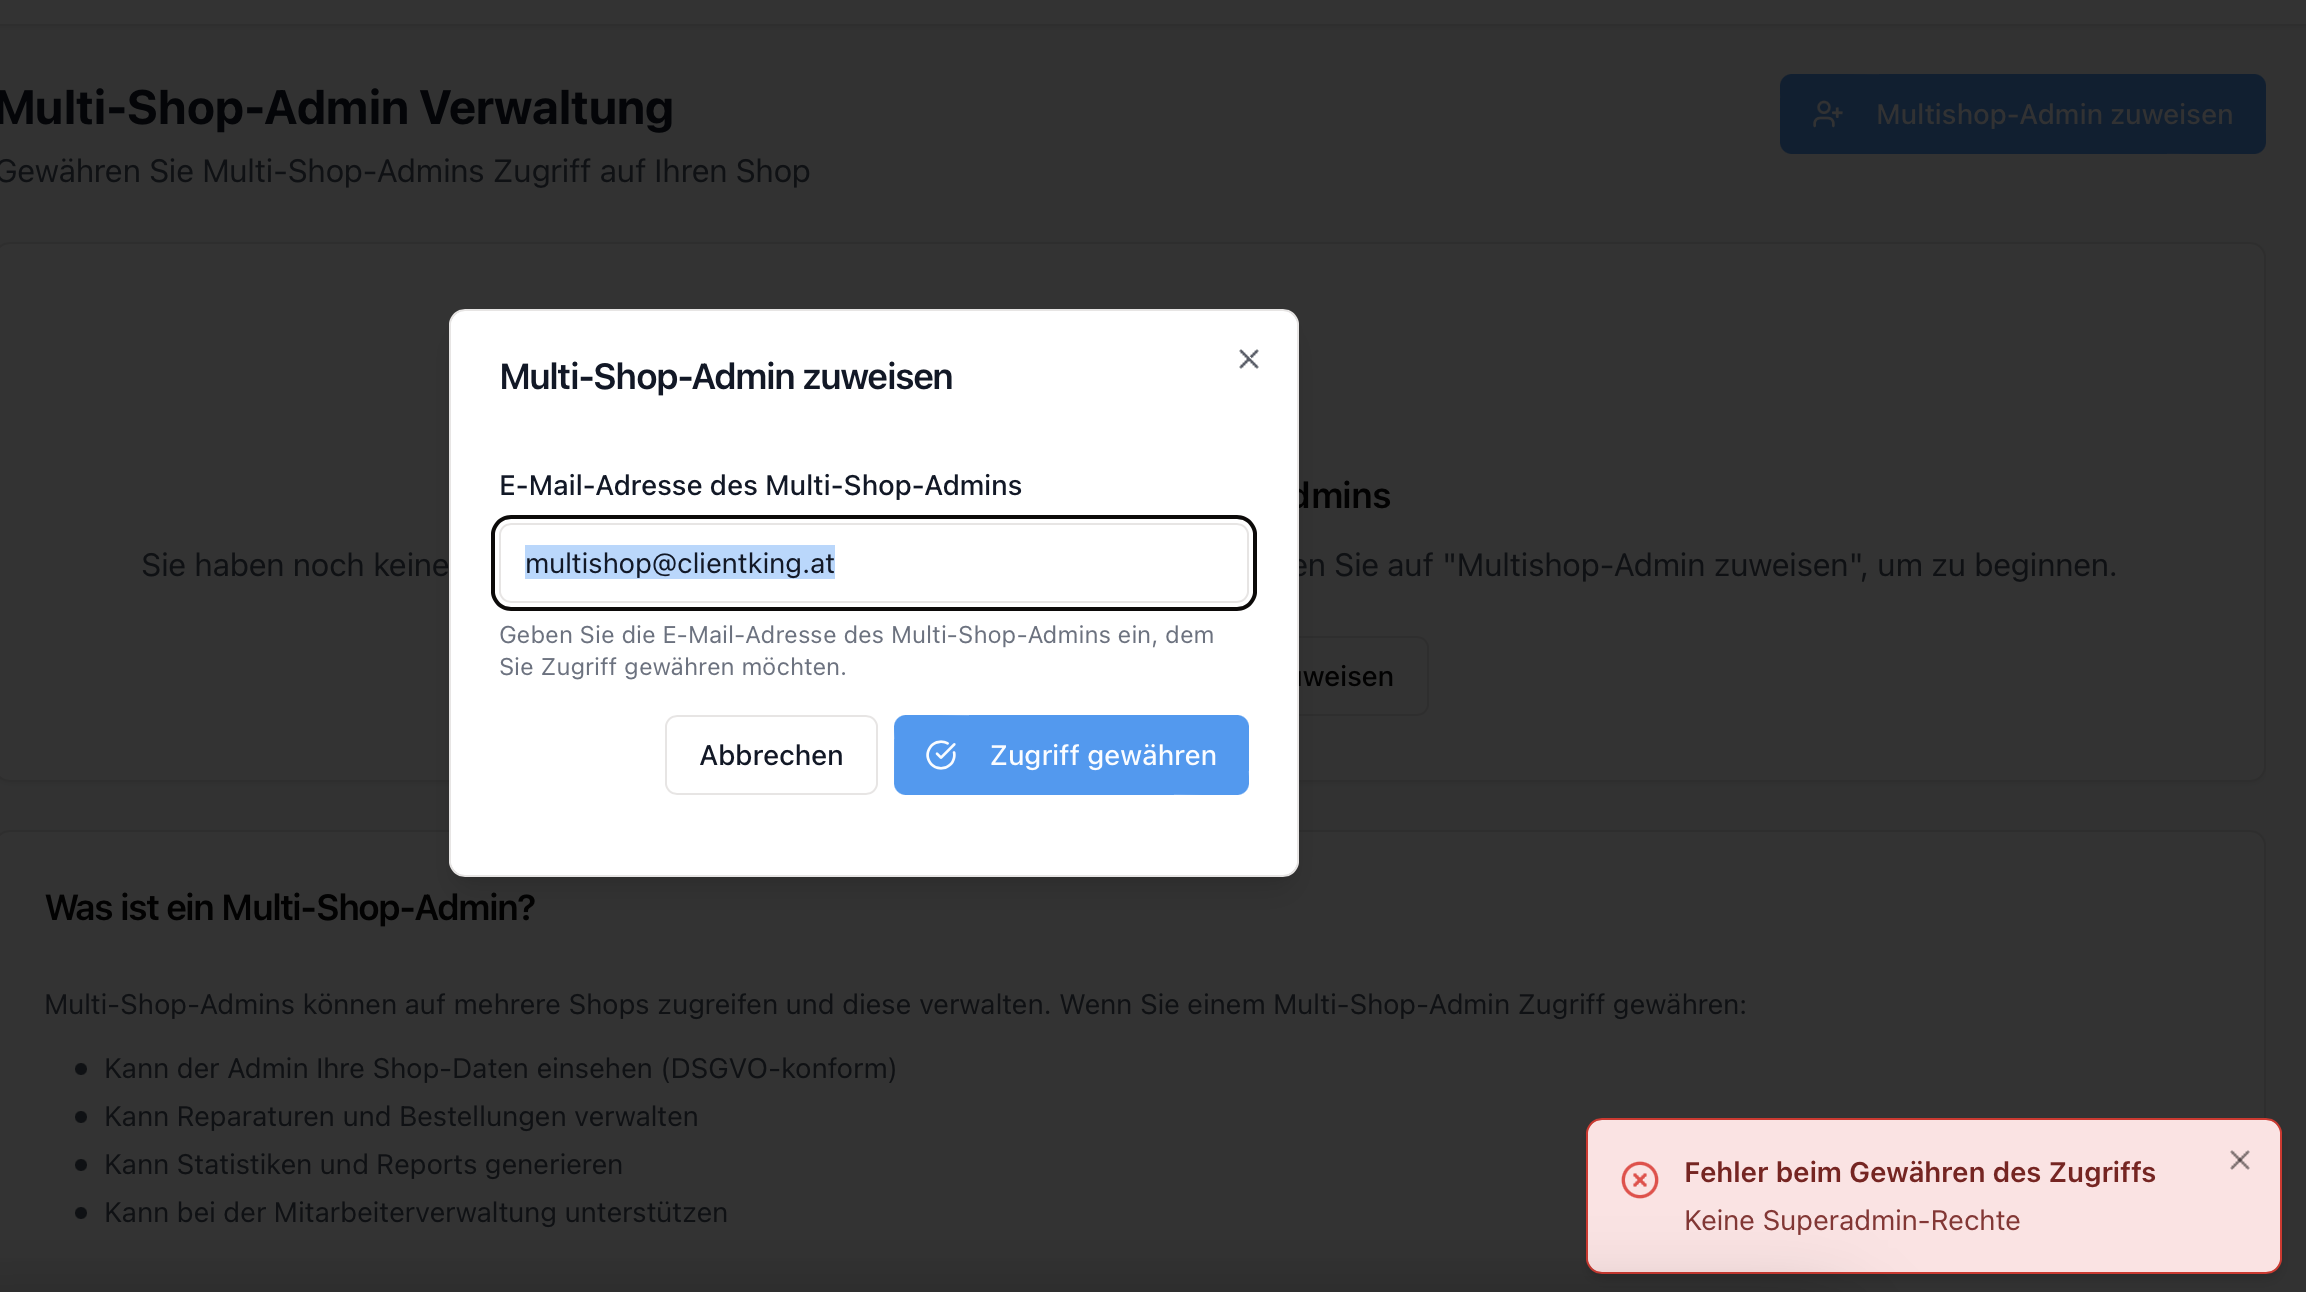 Multi-Shop-Admin Verwaltung
Multishop-Admin zuweisen
Gewähren Sie Multi-Shop-Admins Zugriff auf Ihren Shop
Multi-Shop-Admin zuweisen
E-Mail-Adresse des Multi-Shop-Admins
multishop@clientking.at
Sie haben noch keine
Sie auf "Multishop-Admin zuweisen", um zu beginnen.
Geben Sie die E-Mail-Adresse des Multi-Shop-Admins ein, dem
Sie Zugriff gewähren möchten.
Abbrechen
Zugriff gewähren
Was ist ein Multi-Shop-Admin?
Multi-Shop-Admins können auf mehrere Shops zugreifen und diese verwalten. Wenn Sie einem Multi-Shop-Admin Zugriff gewähren:
Kann der Admin Ihre Shop-Daten einsehen (DSGVO-konform)
Kann Reparaturen und Bestellungen verwalten
Kann Statistiken und Reports generieren
Kann bei der Mitarbeiterverwaltung unterstützen
Fehler beim Gewähren des Zugriffs
Keine Superadmin-Rechte